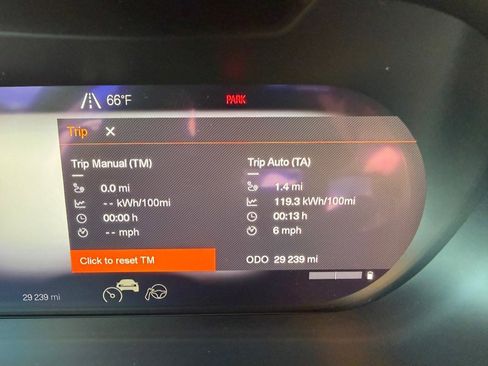 66°F PARK
Trip ×
Trip Manual (TM) Trip Auto (TA)
0.0 mi 1.4 mi
-- kWh/100mi 119.3 kWh/100mi
00:00 h 00:13 h
-- mph 6 mph
Click to reset TM ODO 29 239 mi
29 239 mi